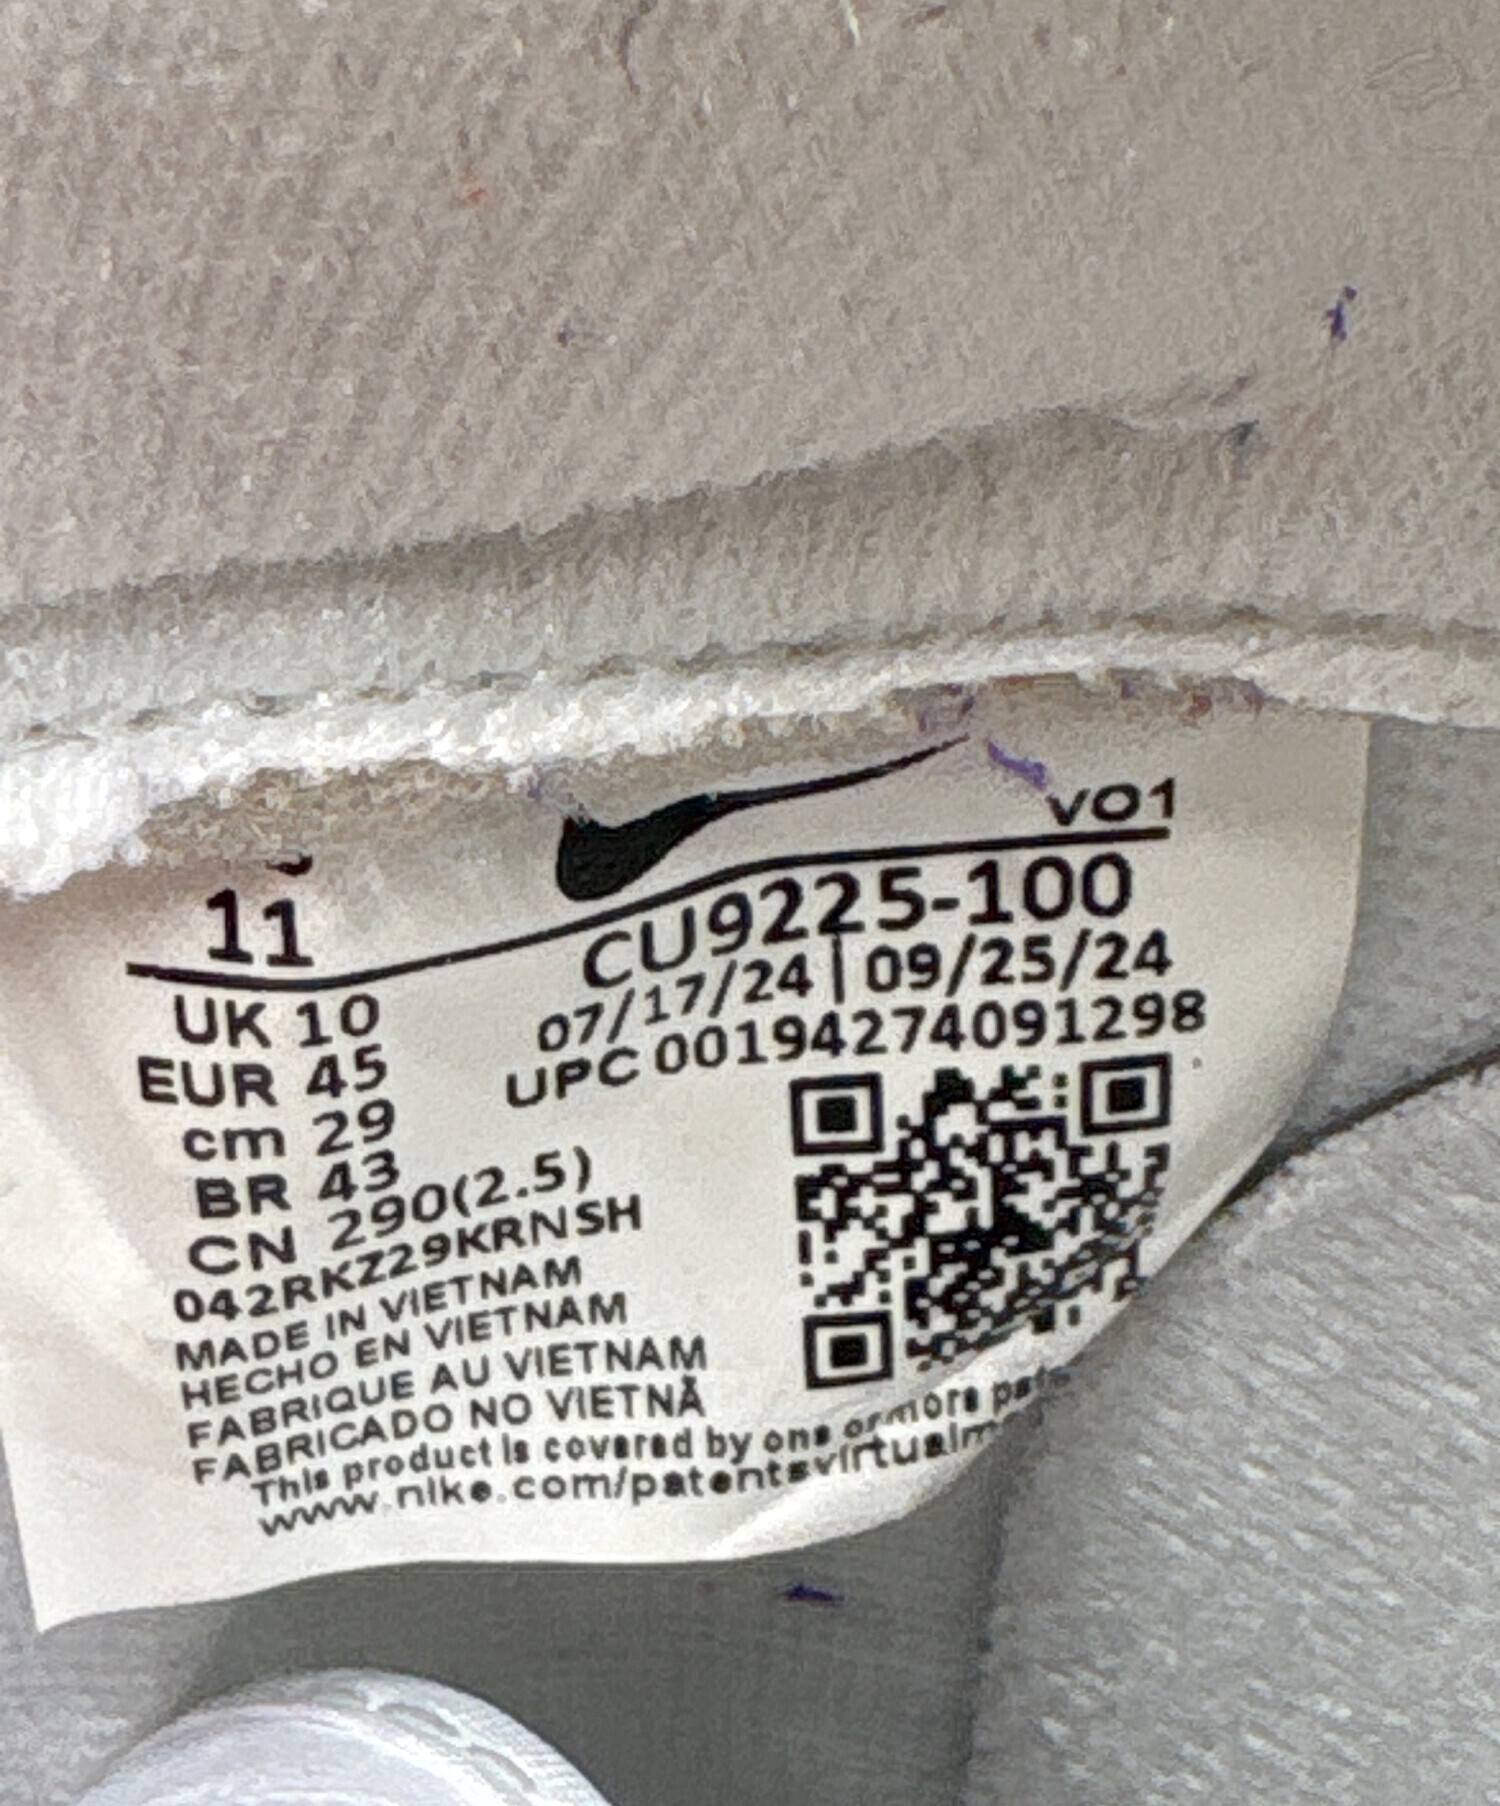 VO1
11
CU9225-100
07/17/24 | 09/25/24
UPC 00194274091298
UK 10
EUR 45
cm 29
BR 43
CN 290(2.5)
042RKZ29KRNSH
MADE IN VIETNAM
HECHO EN VIETNAM
FABRIQUE AU VIETNAM
FABRICADO NO VIETNÃ
This product is covered by one or more
www.nike.com/patents